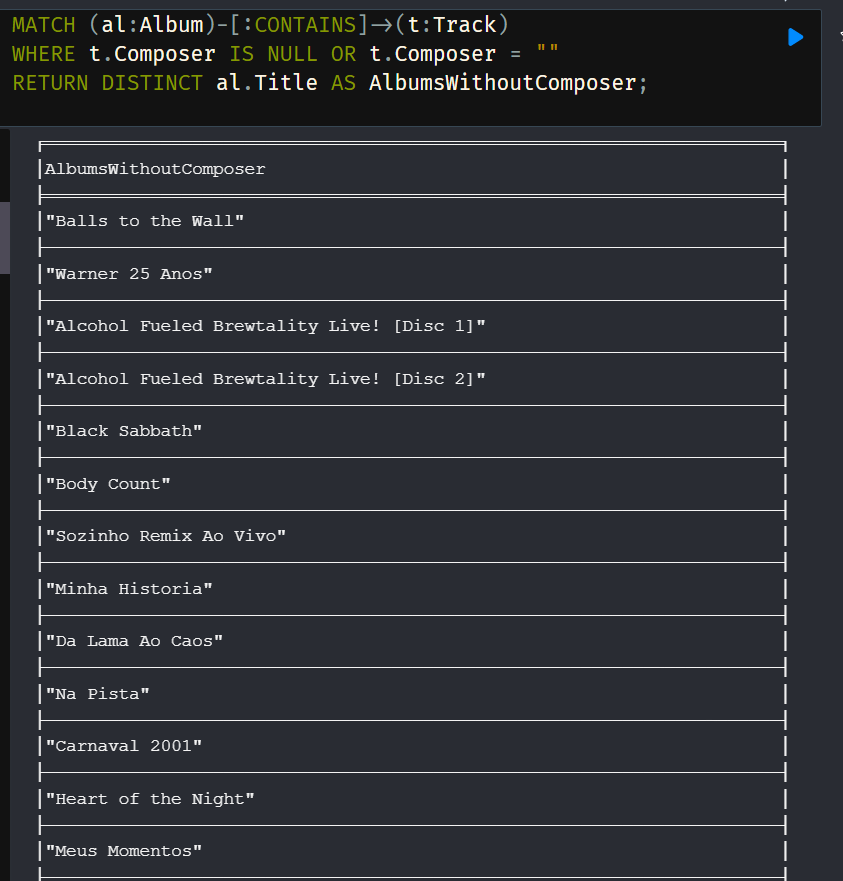 MATCH (al:Album)-[:CONTAINS]->(t:Track)
WHERE t.Composer IS NULL OR t.Composer = ""
RETURN DISTINCT al.Title AS AlbumsWithoutComposer;
AlbumsWithoutComposer
"Balls to the Wall"
"Warner 25 Anos"
"Alcohol Fueled Brewtality Live! [Disc 1]"
"Alcohol Fueled Brewtality Live! [Disc 2]"
"Black Sabbath"
"Body Count"
"Sozinho Remix Ao Vivo"
"Minha Historia"
"Da Lama Ao Caos"
"Na Pista"
"Carnaval 2001"
"Heart of the Night"
"Meus Momentos"